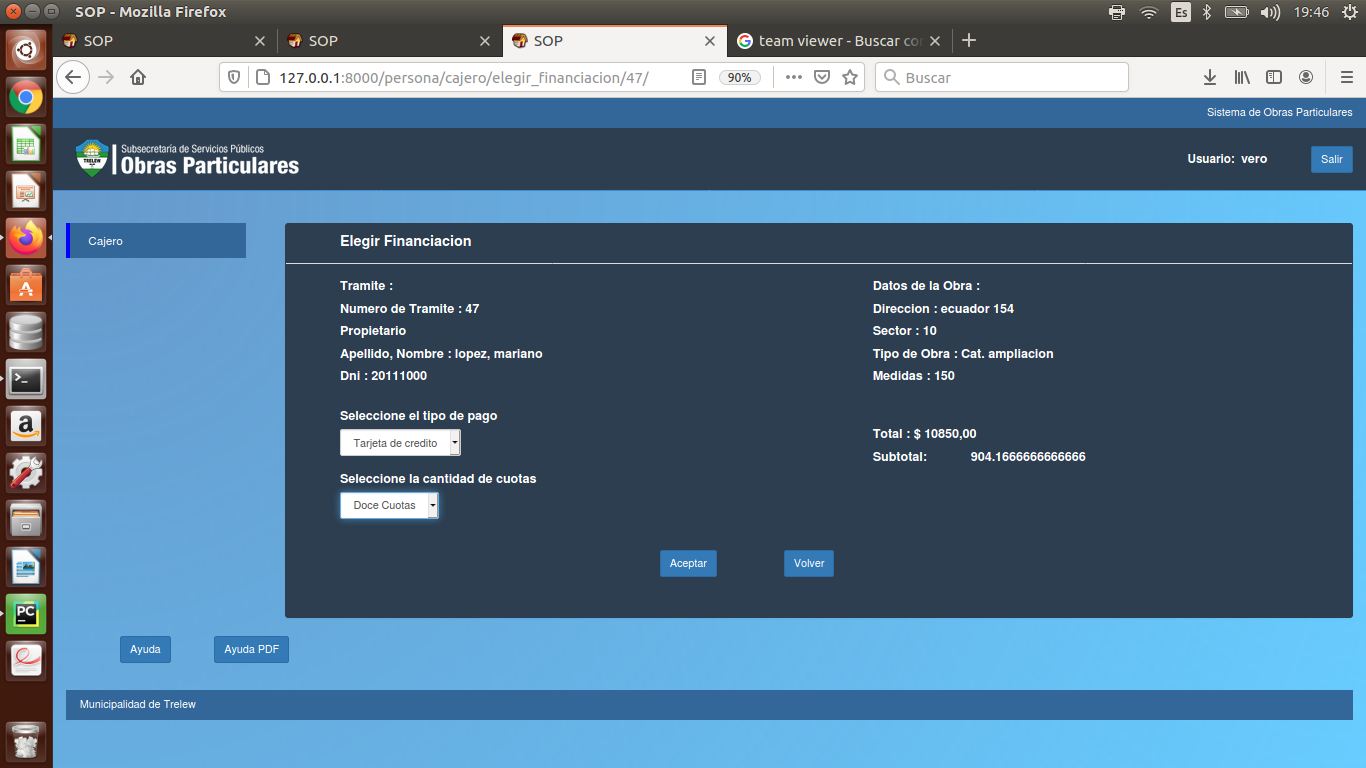 SOP - Mozilla Firefox
Es
19:46
SOP
SOP
SOP
team viewer - Buscar co
127.0.0.1:8000/persona/cajero/elegir_financiacion/47/
90%
Buscar
Sistema de Obras Particulares
TRELEW
Subsecretaría de Servicios Públicos
Obras Particulares
Usuario: vero
Salir
Cajero
Elegir Financiacion
Tramite :
Numero de Tramite : 47
Propietario
Apellido, Nombre : lopez, mariano
Dni : 20111000
Datos de la Obra :
Direccion : ecuador 154
Sector : 10
Tipo de Obra : Cat. ampliacion
Medidas : 150
Seleccione el tipo de pago
Tarjeta de credito
Seleccione la cantidad de cuotas
Doce Cuotas
Total : $ 10850,00
Subtotal: 904.1666666666666
Aceptar
Volver
Ayuda
Ayuda PDF
Municipalidad de Trelew
PC